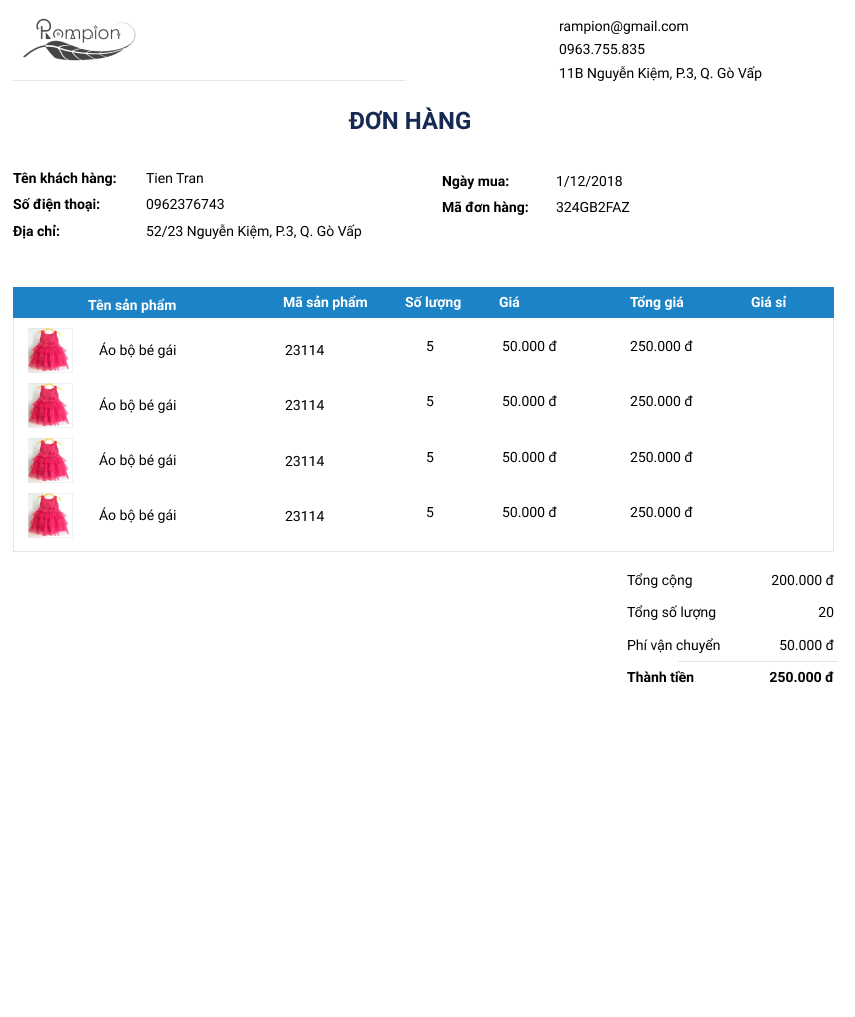 Rampion
rampion@gmail.com
0963.755.835
11B Nguyễn Kiệm, P.3, Q. Gò Vấp
ĐƠN HÀNG
Tên khách hàng: Tien Tran
Số điện thoại: 0962376743
Địa chỉ: 52/23 Nguyễn Kiệm, P.3, Q. Gò Vấp
Ngày mua: 1/12/2018
Mã đơn hàng: 324GB2FAZ
Tên sản phẩm Mã sản phẩm Số lượng Giá Tổng giá Giá sỉ
Áo bộ bé gái 23114 5 50.000 đ 250.000 đ
Áo bộ bé gái 23114 5 50.000 đ 250.000 đ
Áo bộ bé gái 23114 5 50.000 đ 250.000 đ
Áo bộ bé gái 23114 5 50.000 đ 250.000 đ
Tổng cộng 200.000 đ
Tổng số lượng 20
Phí vận chuyển 50.000 đ
Thành tiền 250.000 đ